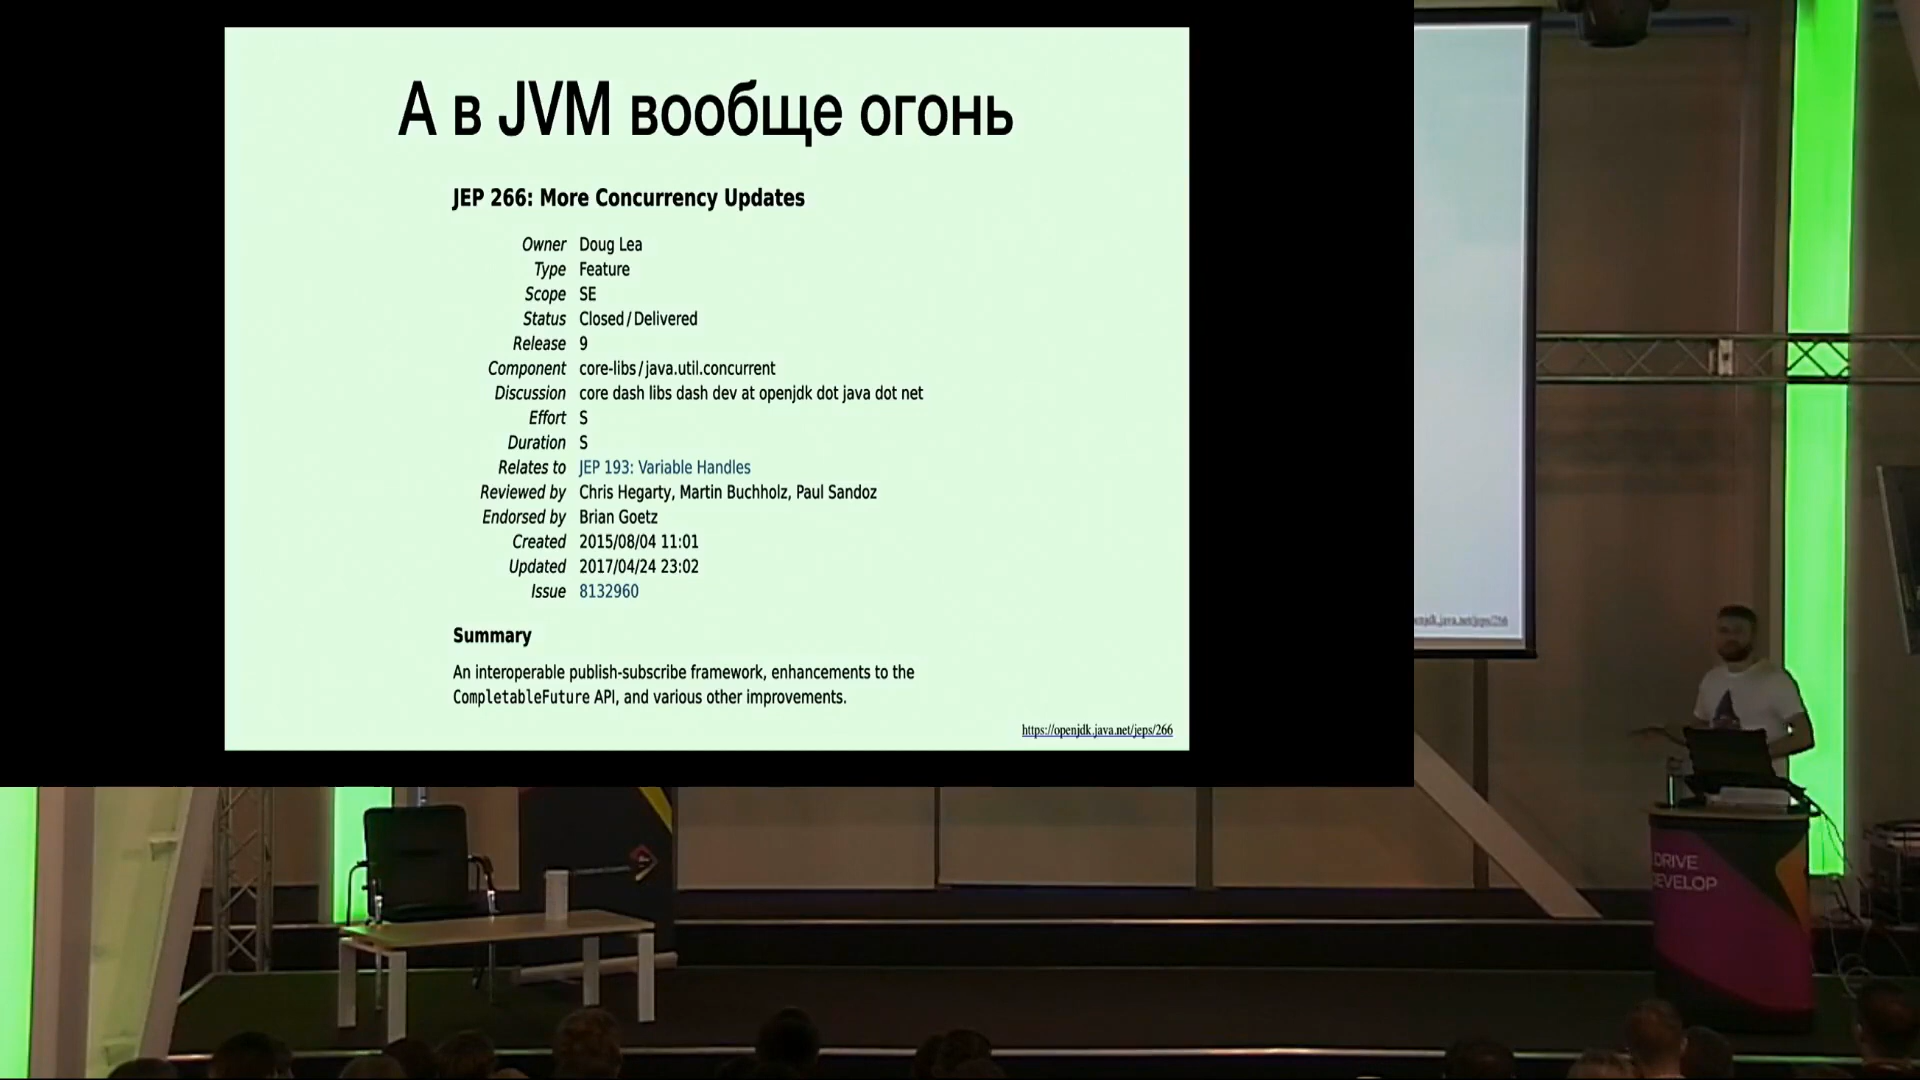 А в JVM вообще огонь
JEP 266: More Concurrency Updates
Owner Doug Lea
Type Feature
Scope SE
Status Closed / Delivered
Release 9
Component core-libs / java.util.concurrent
Discussion core dash libs dash dev at openjdk dot java dot net
Effort S
Duration S
Relates to JEP 193: Variable Handles
Reviewed by Chris Hegarty, Martin Buchholz, Paul Sandoz
Endorsed by Brian Goetz
Created 2015/08/04 11:01
Updated 2017/04/24 23:02
Issue 8132960
Summary
An interoperable publish-subscribe framework, enhancements to the
CompletableFuture API, and various other improvements.
https://openjdk.java.net/jeps/266
DRIVE
DEVELOP